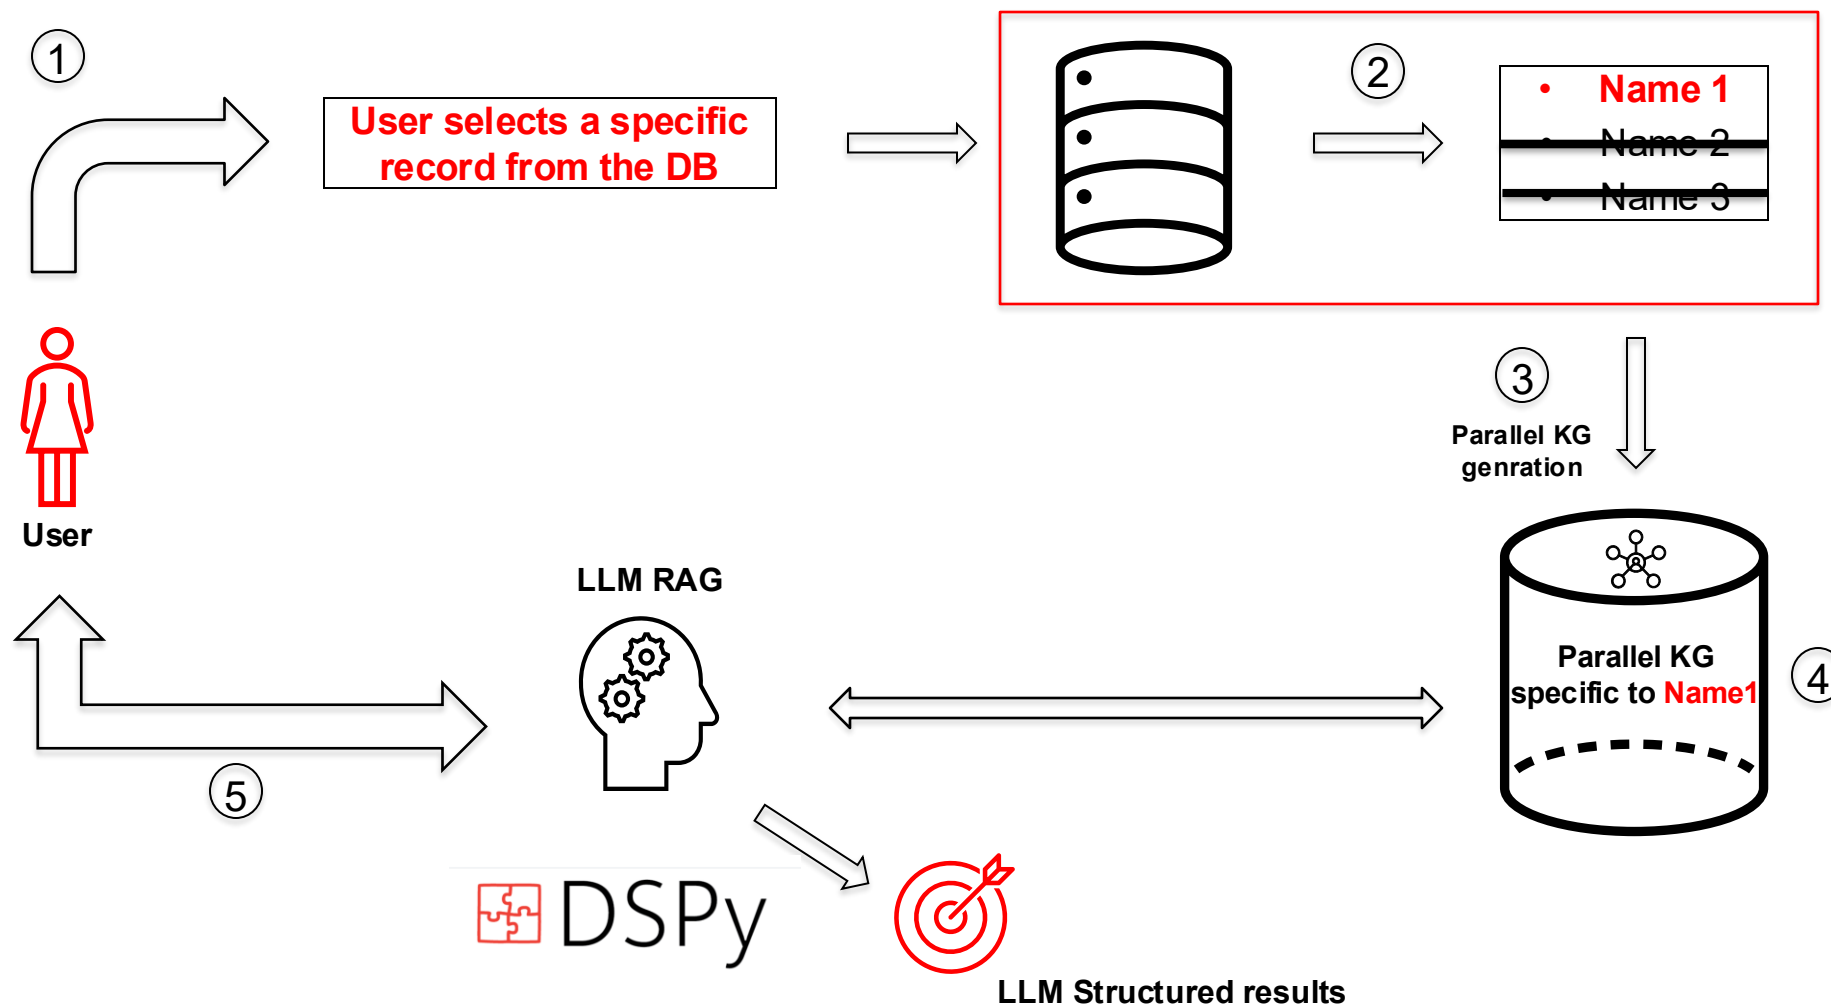 1
User selects a specific
record from the DB
2
• Name 1
• Name 2
• Name 3
3
Parallel KG
genration
User
LLM RAG
Parallel KG
specific to Name1
4
5
DSPy
LLM Structured results